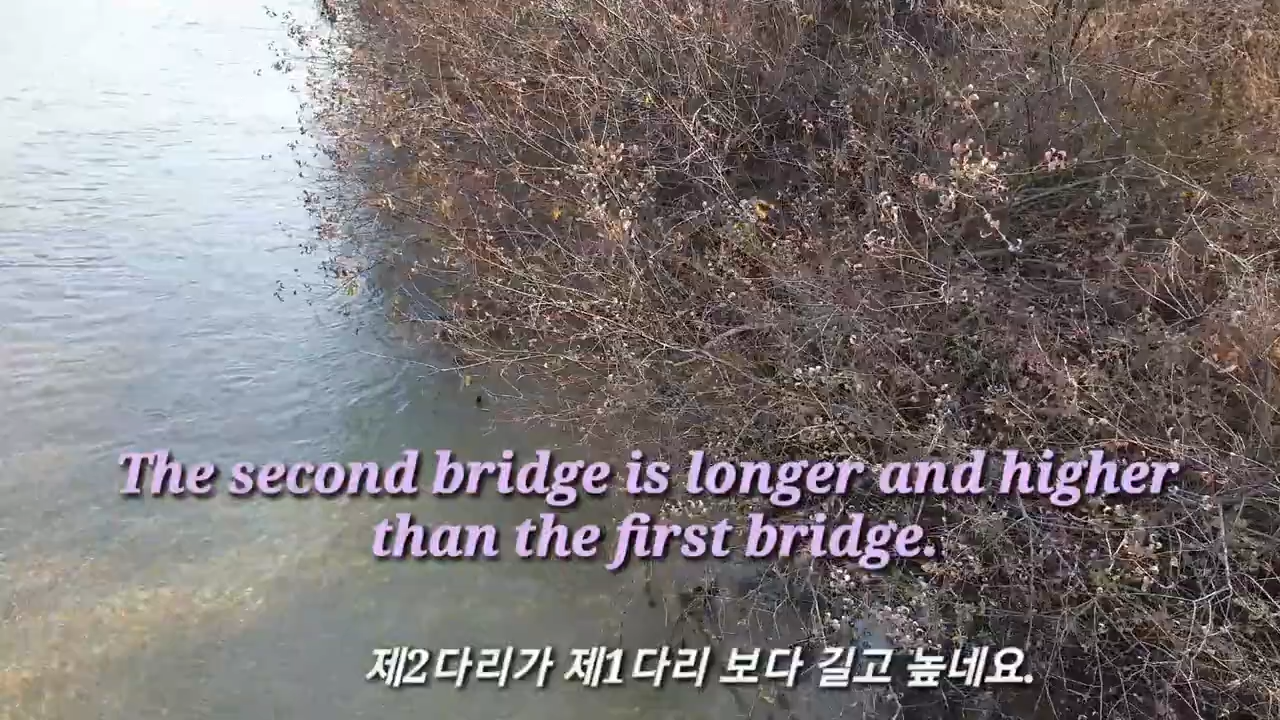 The second bridge is longer and higher
than the first bridge.
제2다리가 제1다리 보다 길고 높네요.